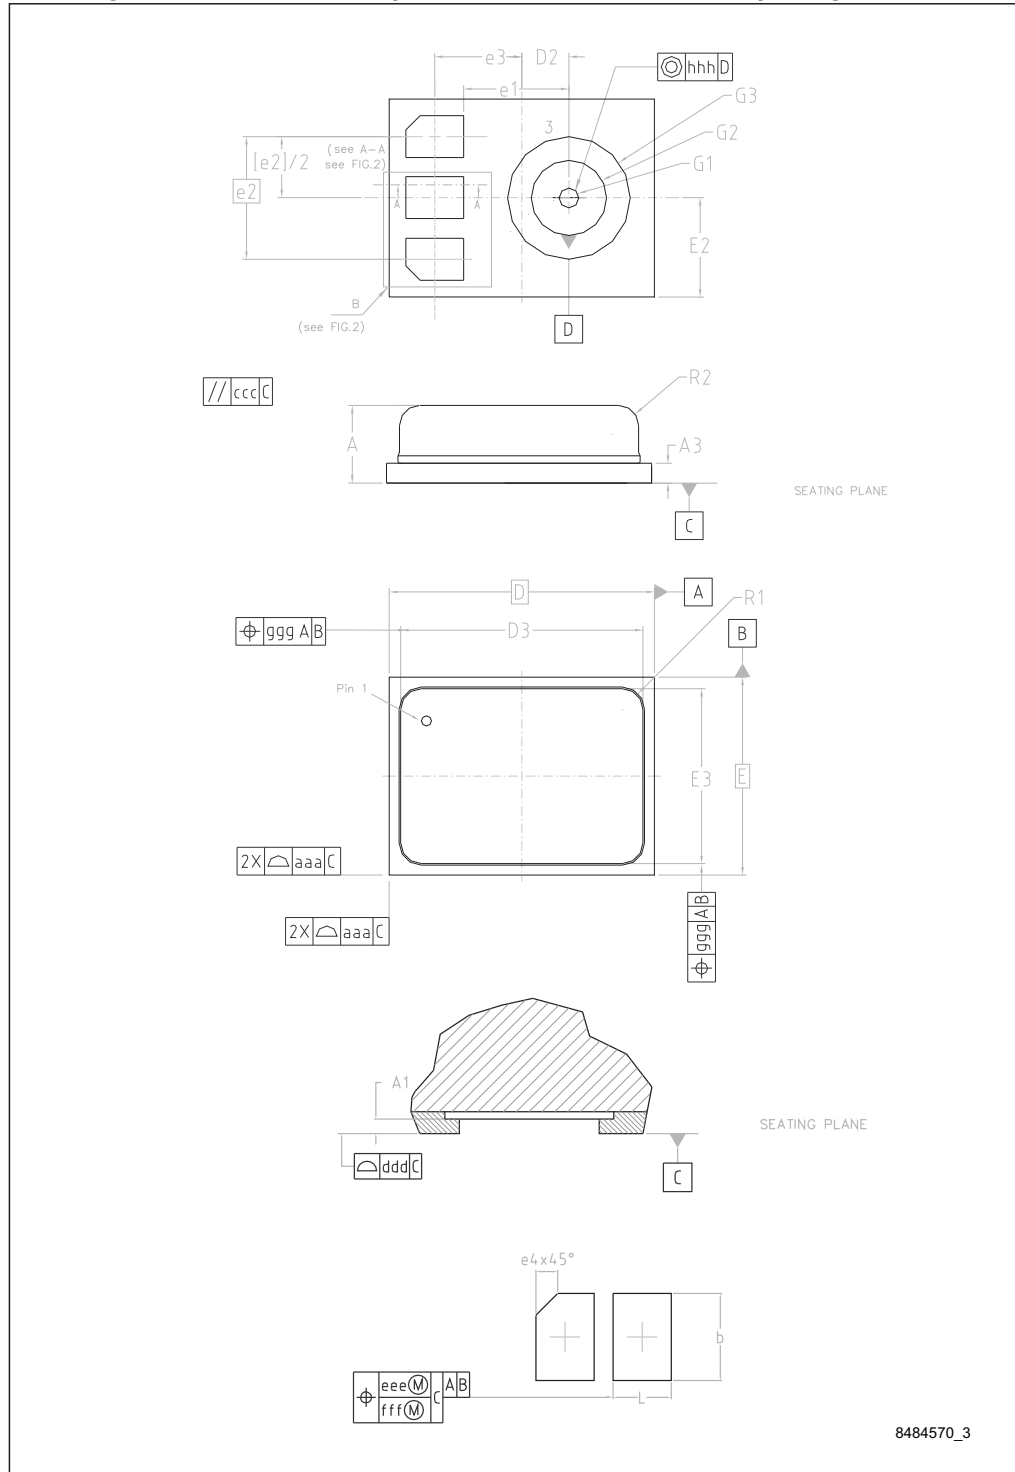 e3
D2
hhh D
e1
G3
3
G2
(see A-A
see FIG.2)
[e2]/2
G1
e2
A
A
E2
B
(see FIG.2)
D
// ccc C
R2
A
A3
SEATING PLANE
C
D
A
R1
ggg A B
D3
B
Pin 1
E3
E
2X aaa C
ggg A B
2X aaa C
A1
SEATING PLANE
ddd C
C
e4x45°
b
eee Ⓜ C A B
fff Ⓜ
L
8484570_3